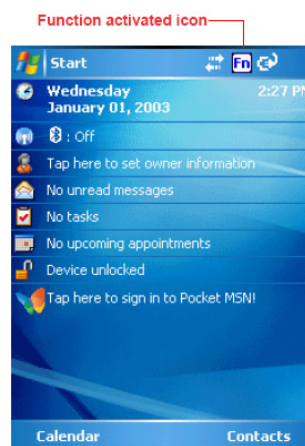 Function activated icon
Start Fn
Wednesday 2:27 PM
January 01, 2003
: Off
Tap here to set owner information
No unread messages
No tasks
No upcoming appointments
Device unlocked
Tap here to sign in to Pocket MSN!
Calendar Contacts